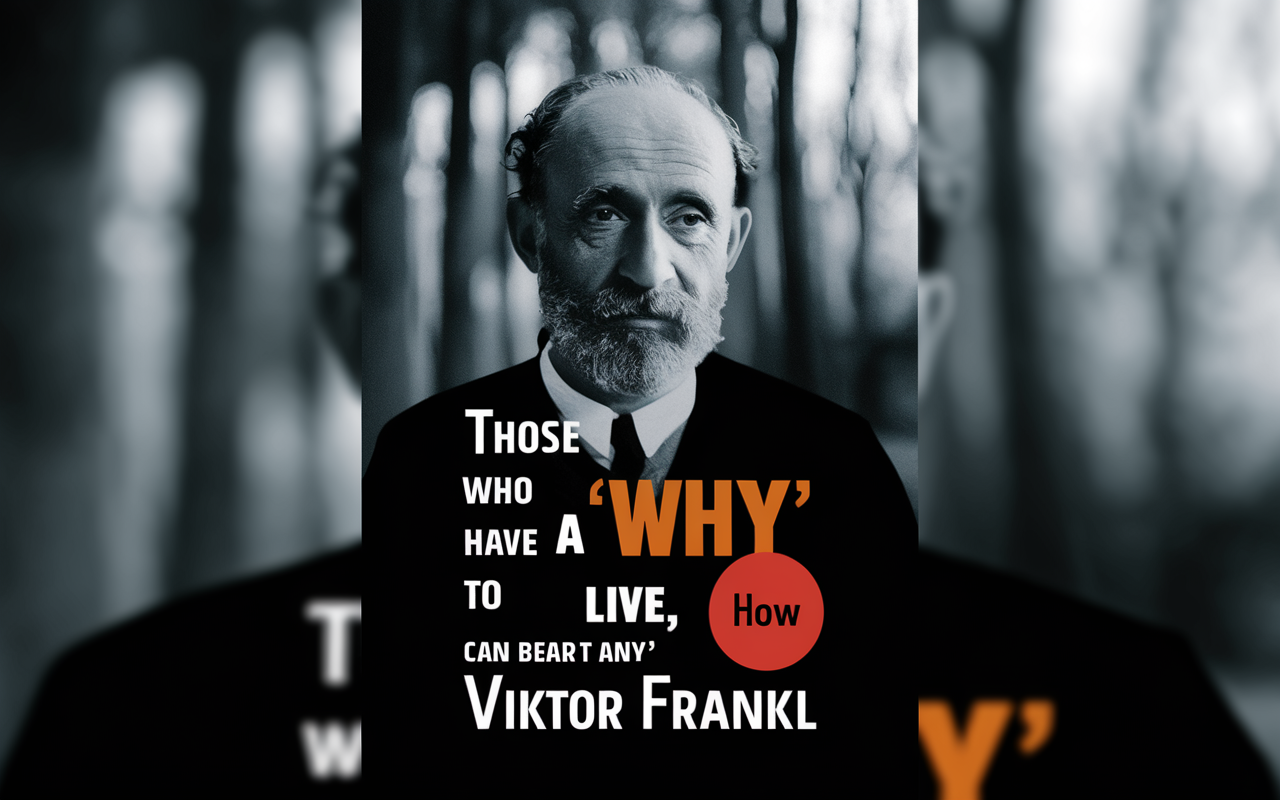 THOSE
WHO
HAVE A 'WHY'
TO LIVE, How
CAN BEART ANY'
VIKTOR FRANKL
T
W
Y'